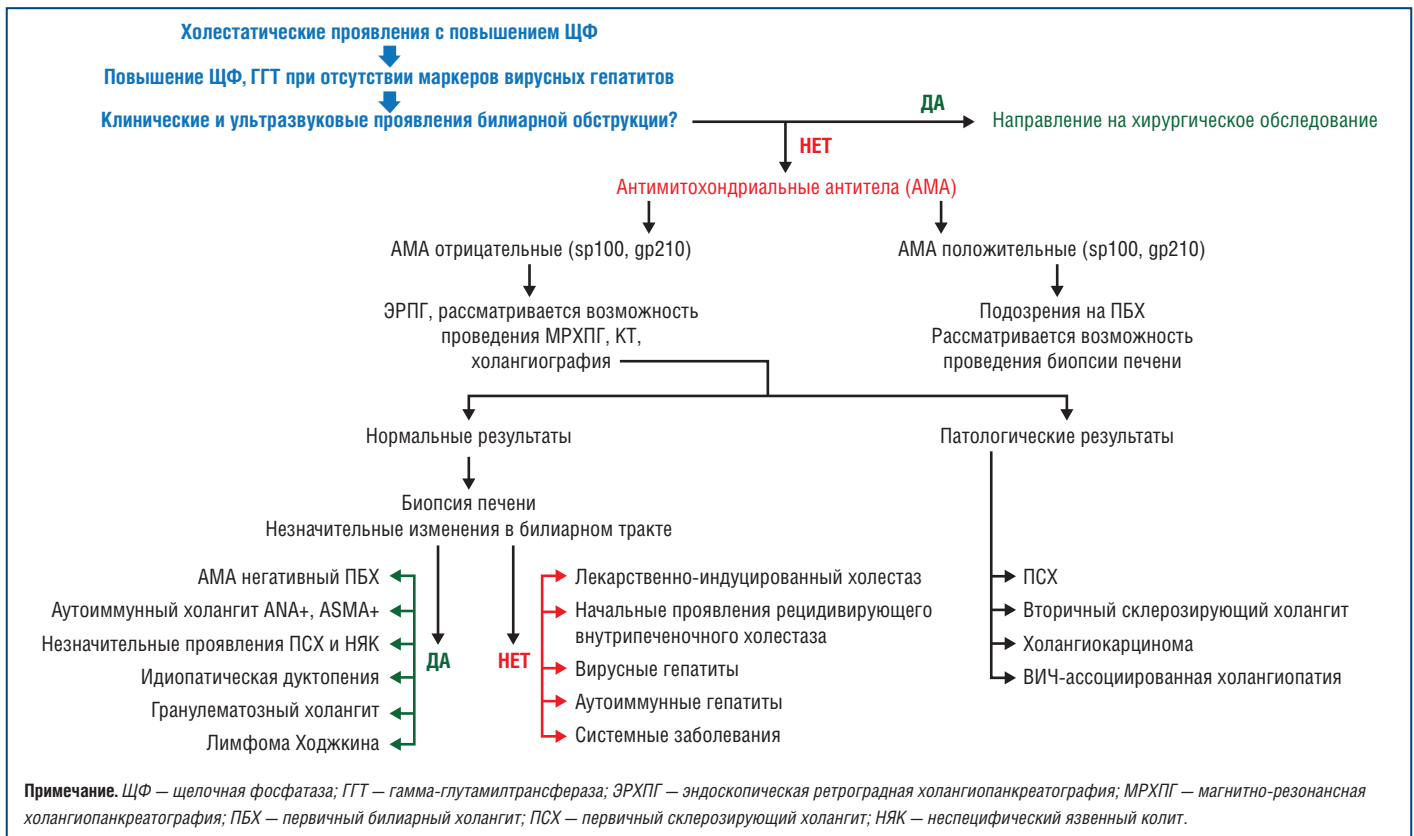 Холестатические проявления с повышением ЩФ
Повышение ЩФ, ГГТ при отсутствии маркеров вирусных гепатитов
Клинические и ультразвуковые проявления билиарной обструкции?
ДА
Направление на хирургическое обследование
НЕТ
Антимитохондриальные антитела (АМА)
АМА отрицательные (sp100, gp210)
АМА положительные (sp100, gp210)
ЭРПГ, рассматривается возможность
проведения МРХПГ, КТ,
холангиография
Подозрения на ПБХ
Рассматривается возможность
проведения биопсии печени
Нормальные результаты
Патологические результаты
Биопсия печени
Незначительные изменения в билиарном тракте
АМА негативный ПБХ
Аутоиммунный холангит ANA+, ASMA+
Незначительные проявления ПСХ и НЯК
Идиопатическая дуктопения
Гранулематозный холангит
Лимфома Ходжкина
ДА
НЕТ
Лекарственно-индуцированный холестаз
Начальные проявления рецидивирующего
внутрипеченочного холестаза
Вирусные гепатиты
Аутоиммунные гепатиты
Системные заболевания
ПСХ
Вторичный склерозирующий холангит
Холангиокарцинома
ВИЧ-ассоциированная холангиопатия
Примечание. ЩФ — щелочная фосфатаза; ГГТ — гамма-глутамилтрансфераза; ЭРХПГ — эндоскопическая ретроградная холангиопанкреатография; МРХПГ — магнитно-резонансная
холангиопанкреатография; ПБХ — первичный билиарный холангит; ПСХ — первичный склерозирующий холангит; НЯК — неспецифический язвенный колит.